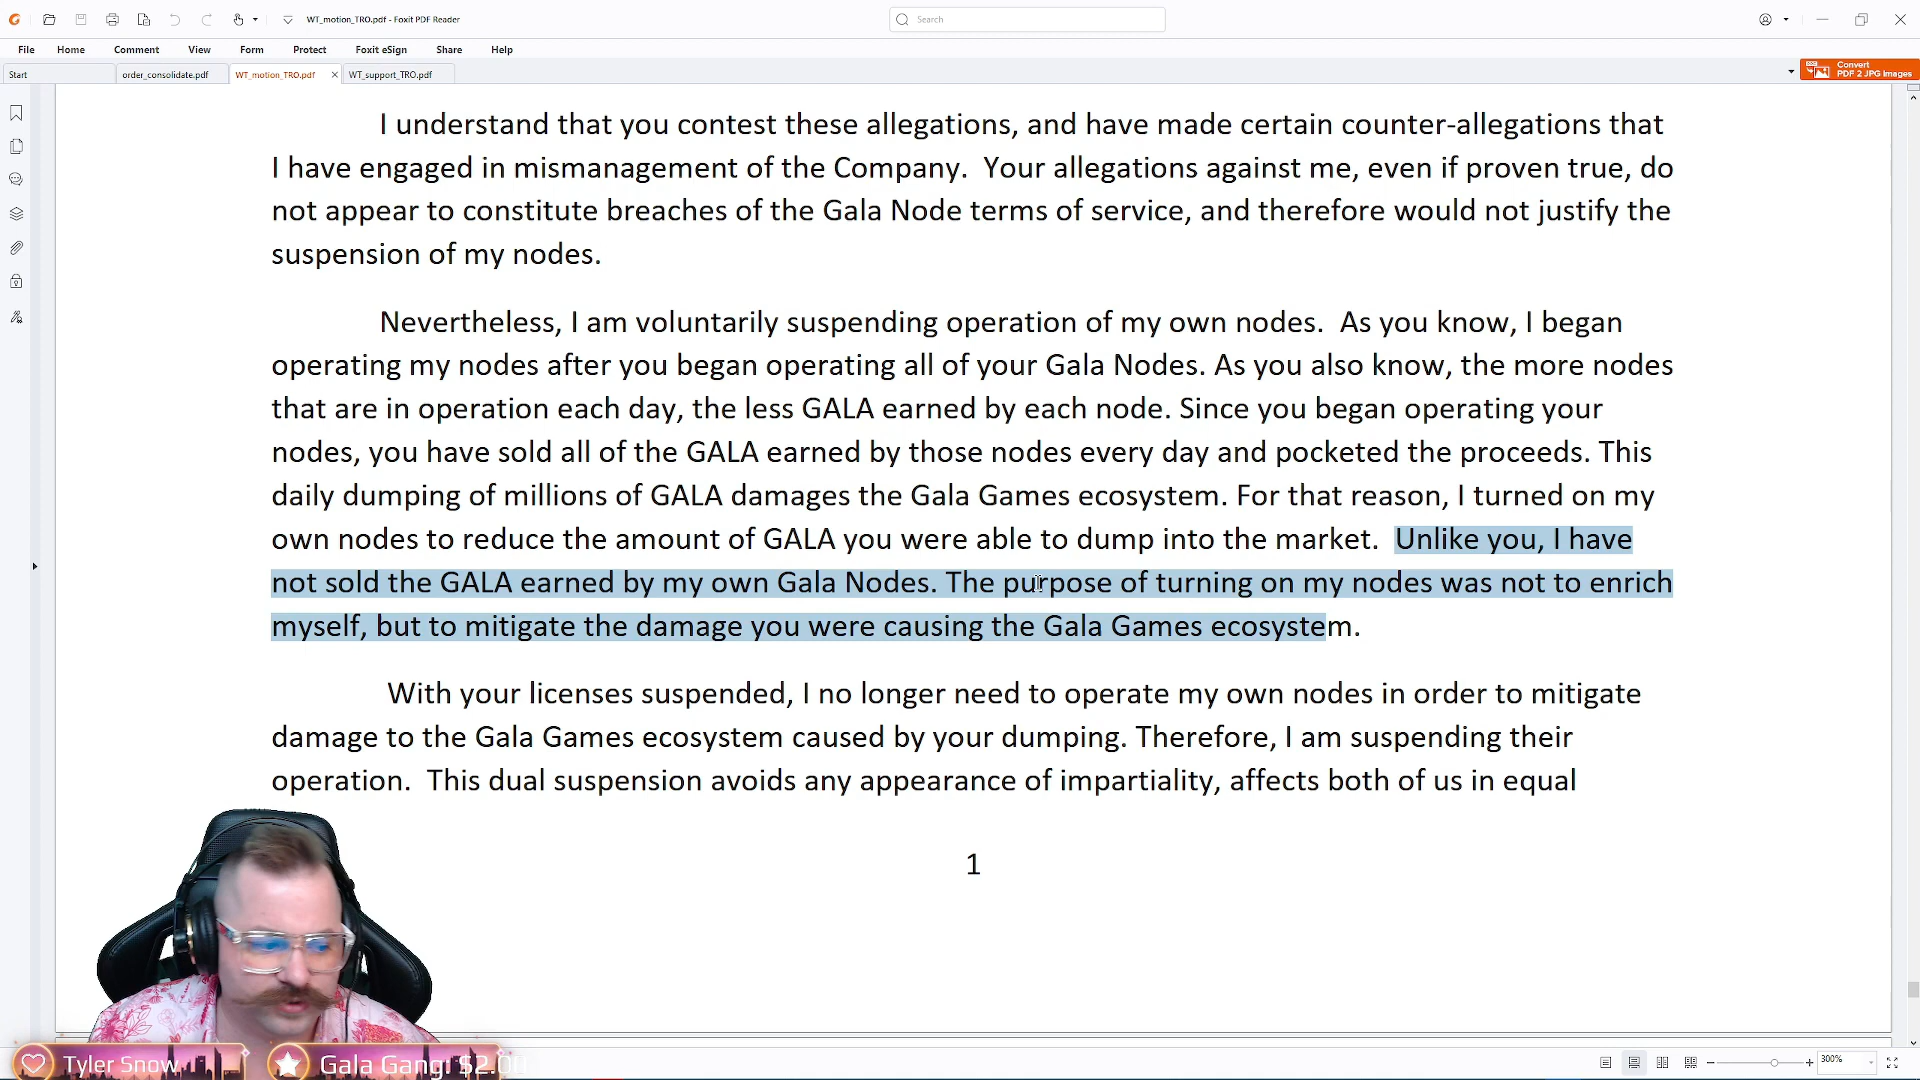 WT_motion_TRO.pdf - Foxit PDF Reader
Search
File Home Comment View Form Protect Foxit eSign Share Help
Start order_consolidate.pdf WT_motion_TRO.pdf WT_support_TRO.pdf
Convert
PDF 2 JPG Images
I understand that you contest these allegations, and have made certain counter-allegations that
I have engaged in mismanagement of the Company. Your allegations against me, even if proven true, do
not appear to constitute breaches of the Gala Node terms of service, and therefore would not justify the
suspension of my nodes.
Nevertheless, I am voluntarily suspending operation of my own nodes. As you know, I began
operating my nodes after you began operating all of your Gala Nodes. As you also know, the more nodes
that are in operation each day, the less GALA earned by each node. Since you began operating your
nodes, you have sold all of the GALA earned by those nodes every day and pocketed the proceeds. This
daily dumping of millions of GALA damages the Gala Games ecosystem. For that reason, I turned on my
own nodes to reduce the amount of GALA you were able to dump into the market. Unlike you, I have
not sold the GALA earned by my own Gala Nodes. The purpose of turning on my nodes was not to enrich
myself, but to mitigate the damage you were causing the Gala Games ecosystem.
With your licenses suspended, I no longer need to operate my own nodes in order to mitigate
damage to the Gala Games ecosystem caused by your dumping. Therefore, I am suspending their
operation. This dual suspension avoids any appearance of impartiality, affects both of us in equal
1
Tyler Snow
Gala Gang: $2.00
300%